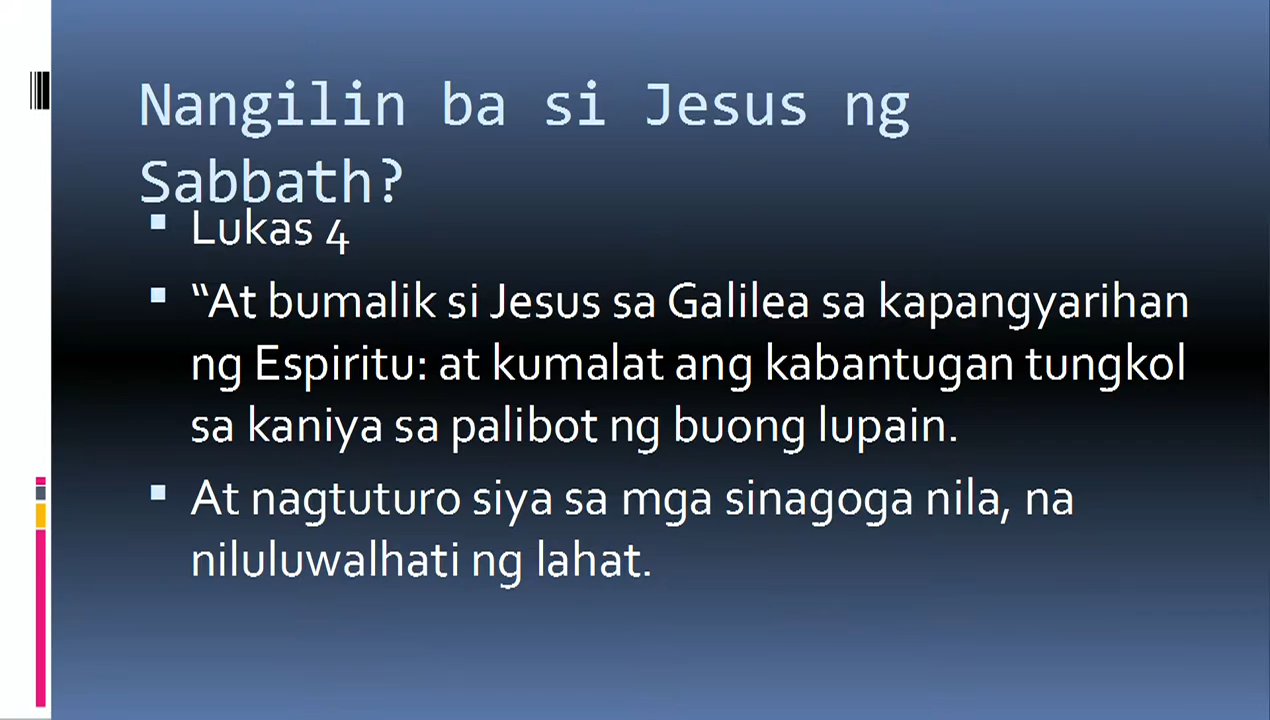 Nangilin ba si Jesus ng
Sabbath?
▪ Lukas 4
▪ “At bumalik si Jesus sa Galilea sa kapangyarihan
ng Espiritu: at kumalat ang kabantugan tungkol
sa kaniya sa palibot ng buong lupain.
▪ At nagtuturo siya sa mga sinagoga nila, na
niluluwalhati ng lahat.